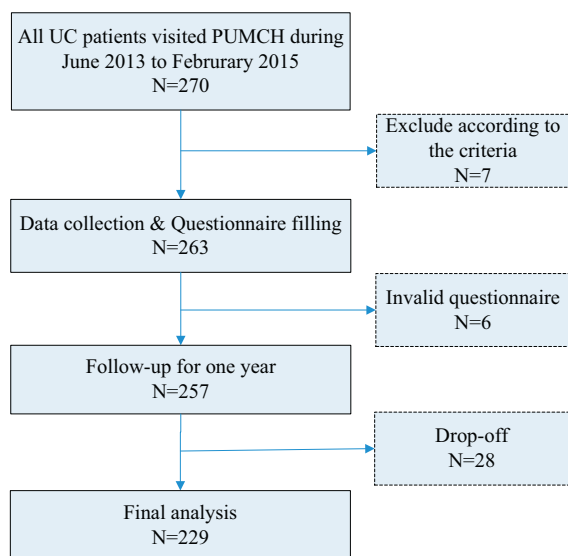 All UC patients visited PUMCH during
June 2013 to Februrary 2015
N=270
Exclude according to
the criteria
N=7
Data collection & Questionnaire filling
N=263
Invalid questionnaire
N=6
Follow-up for one year
N=257
Drop-off
N=28
Final analysis
N=229